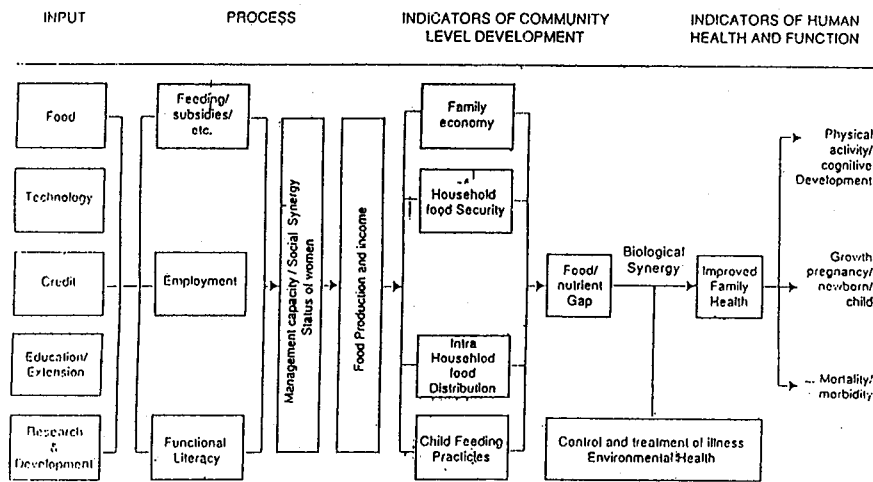 INPUT
PROCESS
INDICATORS OF COMMUNITY
LEVEL DEVELOPMENT
INDICATORS OF HUMAN
HEALTH AND FUNCTION
Food
Technology
Credit
Education/
Extension
Research
&
Development
Feeding/
subsidies/
etc.
Employment
Functional
Literacy
Management capacity / Social Synergy
Status of women
Food Production and income
Family
economy
Household
food Security
Intra
Househlod
food
Distribution
Child Feeding
Practicles
Food/
nutrient
Gap
Biological
Synergy
Control and treatment of illness
Environmental Health
Improved
Family
Health
Physical
activity/
cognitive
Development
Growth
pregnancy/
newborn/
child
Mortality/
morbidity